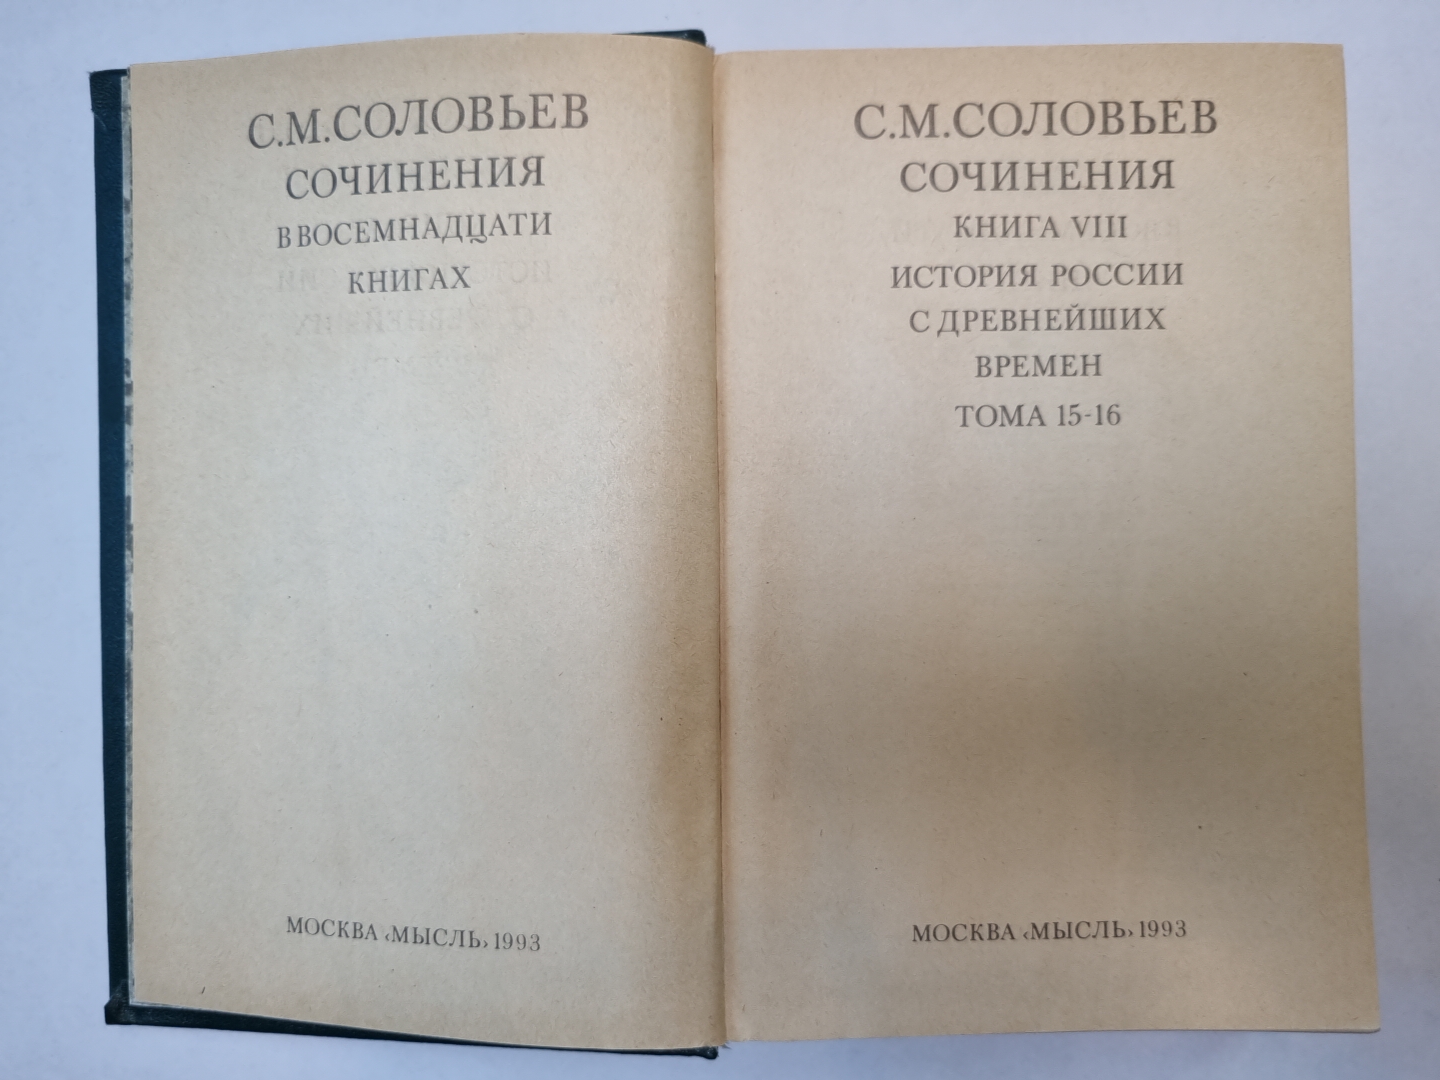 С.М.СОЛОВЬЕВ
СОЧИНЕНИЯ
В ВОСЕМНАДЦАТИ
КНИГАХ
МОСКВА «МЫСЛЬ» 1993
С.М.СОЛОВЬЕВ
СОЧИНЕНИЯ
КНИГА VIII
ИСТОРИЯ РОССИИ
С ДРЕВНЕЙШИХ
ВРЕМЕН
ТОМА 15-16
МОСКВА «МЫСЛЬ» 1993